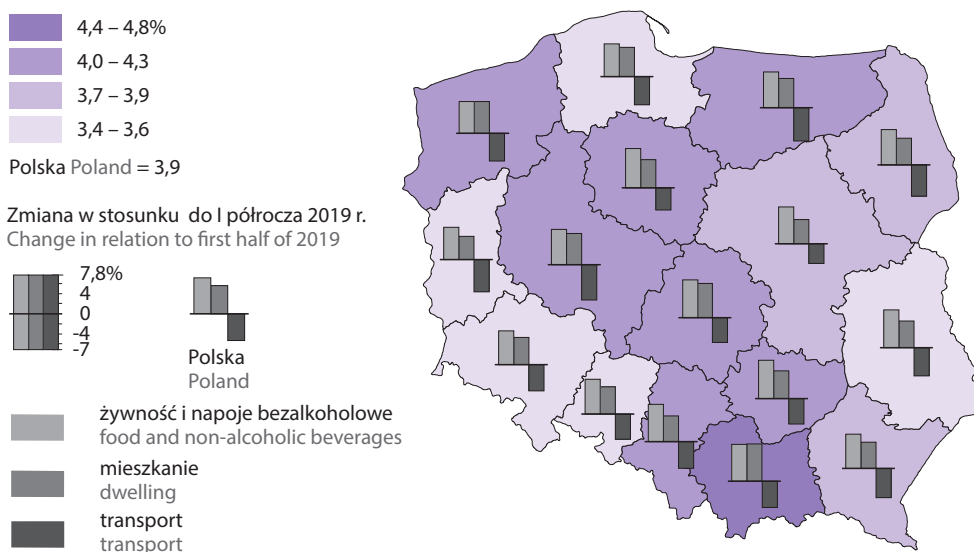 4,4 – 4,8%
4,0 – 4,3
3,7 – 3,9
3,4 – 3,6
Polska Poland = 3,9
Zmiana w stosunku do I półrocza 2019 r.
Change in relation to first half of 2019
7,8%
4
0
-4
-7
Polska
Poland
żywność i napoje bezalkoholowe
food and non-alcoholic beverages
mieszkanie
dwelling
transport
transport